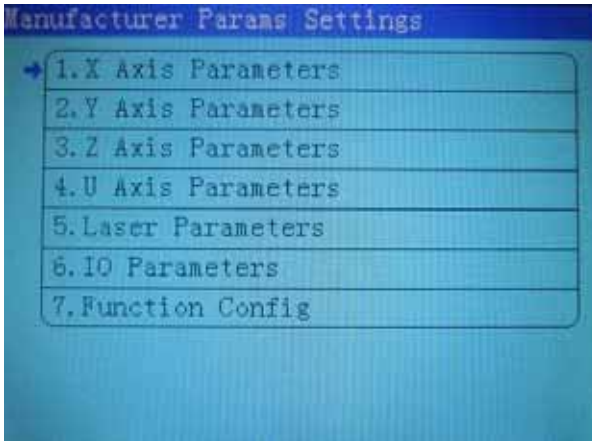 Manufacturer Params Settings
1.X Axis Parameters
2.Y Axis Parameters
3.Z Axis Parameters
4.U Axis Parameters
5.Laser Parameters
6.IO Parameters
7.Function Config